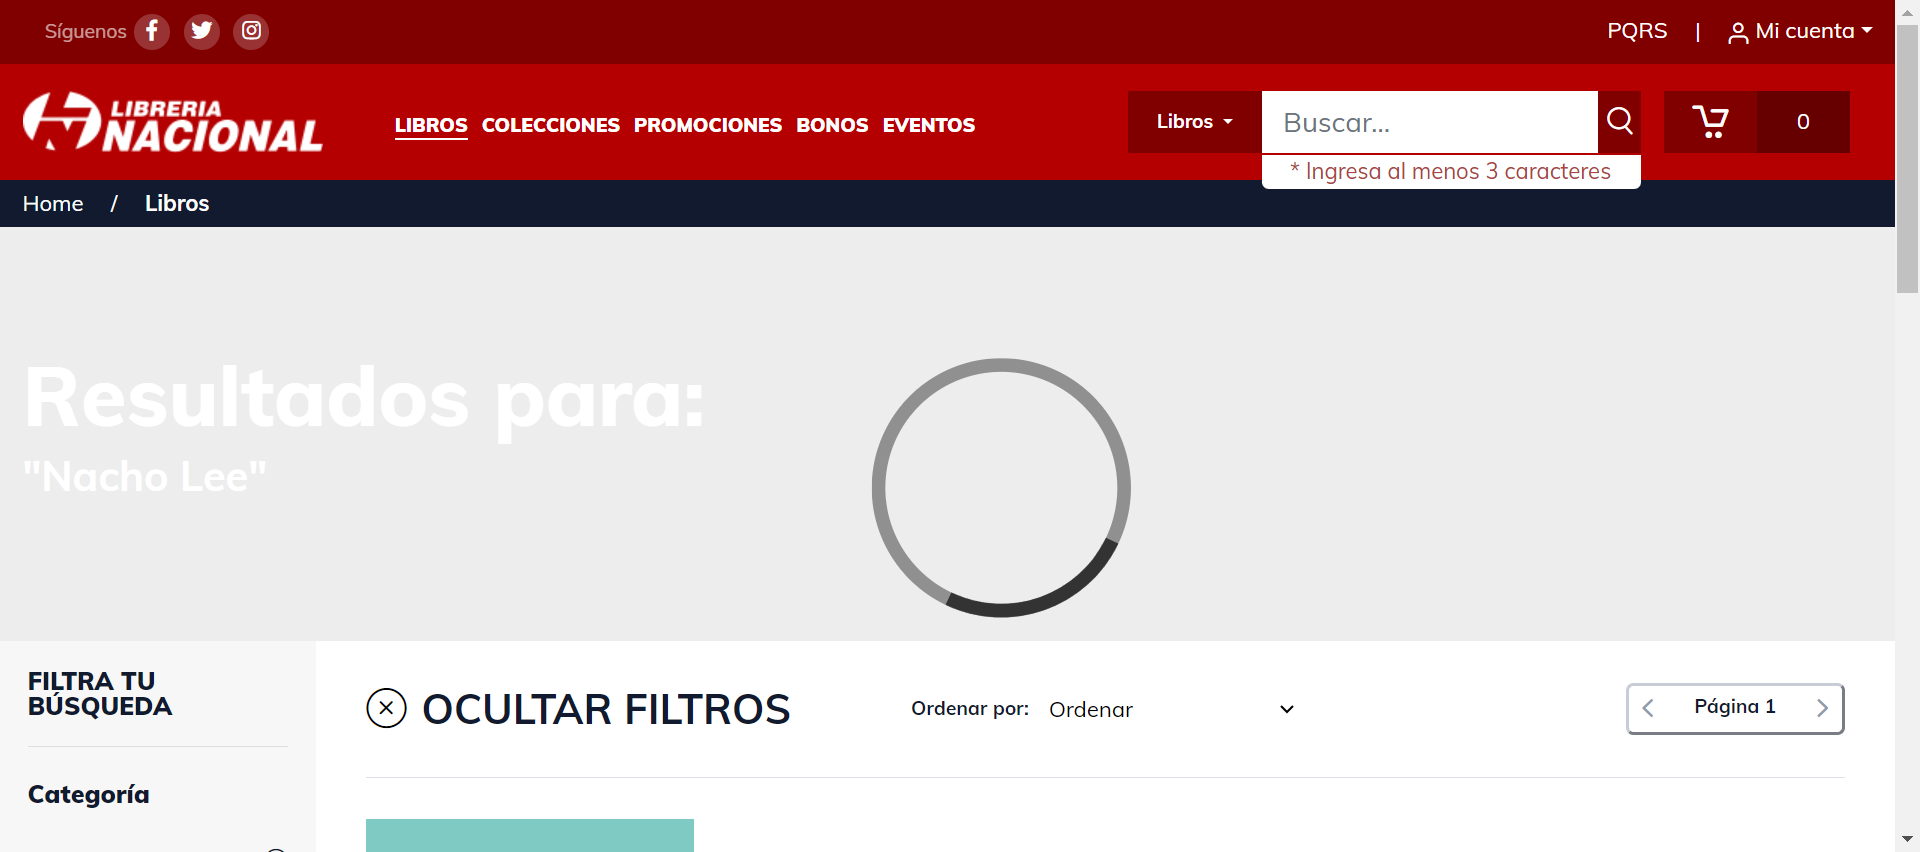 Síguenos
PQRS | Mi cuenta
LIBRERIA
NACIONAL
LIBROS COLECCIONES PROMOCIONES BONOS EVENTOS
Libros
Buscar...
0
* Ingresa al menos 3 caracteres
Home / Libros
Resultados para:
"Nacho Lee"
FILTRA TU
BÚSQUEDA
OCULTAR FILTROS
Ordenar por: Ordenar
Página 1
Categoría